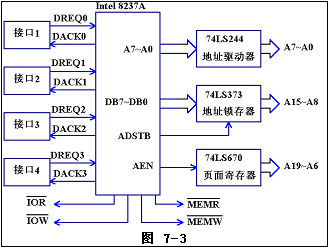 Intel 8237A
接口1
DREQ0
DACK0
接口2
DREQ1
DACK1
接口3
DREQ2
DACK2
接口4
DREQ3
DACK3
A7~A0
DB7~DB0
ADSTB
AEN
74LS244
地址驱动器
A7~A0
74LS373
地址锁存器
A15~A8
74LS670
页面寄存器
A19~A6
IOR
IOW
MEMR
MEMW
图 7-3